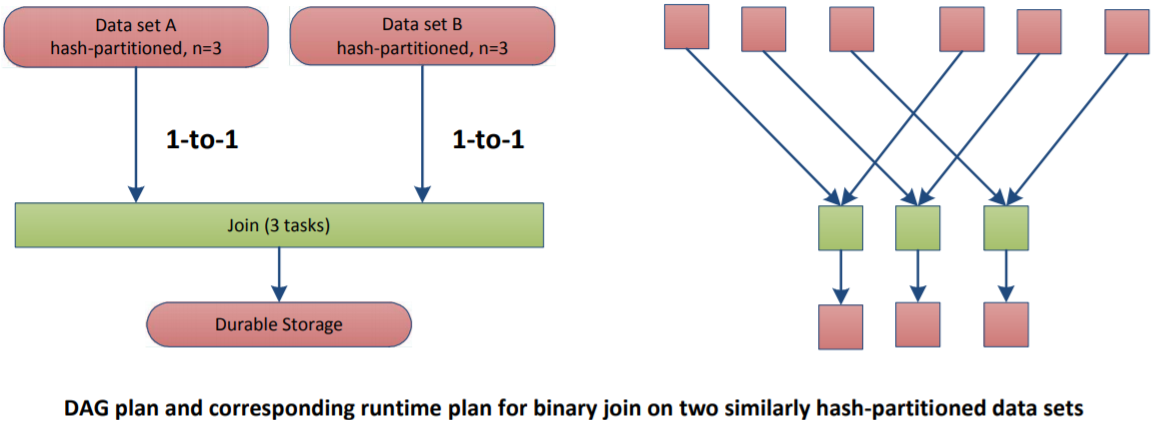 Data set A
hash-partitioned, n=3
Data set B
hash-partitioned, n=3
1-to-1
1-to-1
Join (3 tasks)
Durable Storage
DAG plan and corresponding runtime plan for binary join on two similarly hash-partitioned data sets